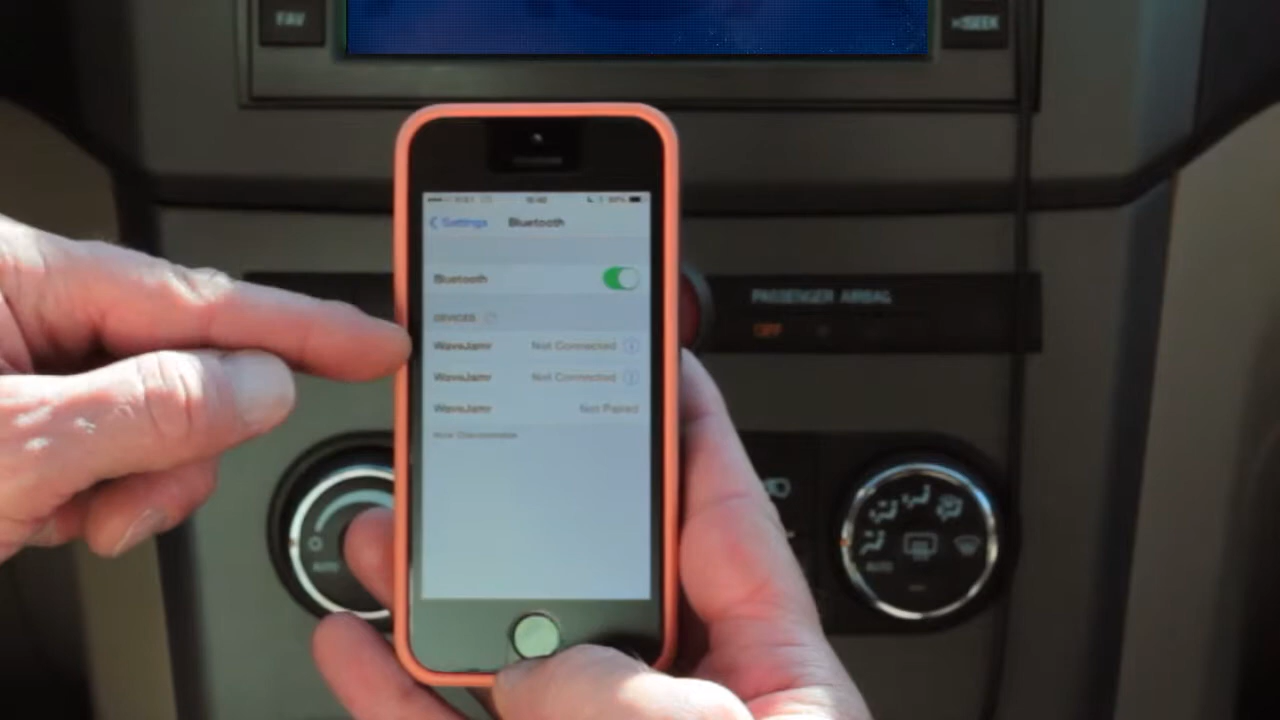 FAV
SEEK
Settings Bluetooth
Bluetooth
DEVICES
WaveJamr Not Connected
WaveJamr Not Connected
WaveJamr Not Paired
PASSENGER AIRBAG
OFF
AUTO
AUTO